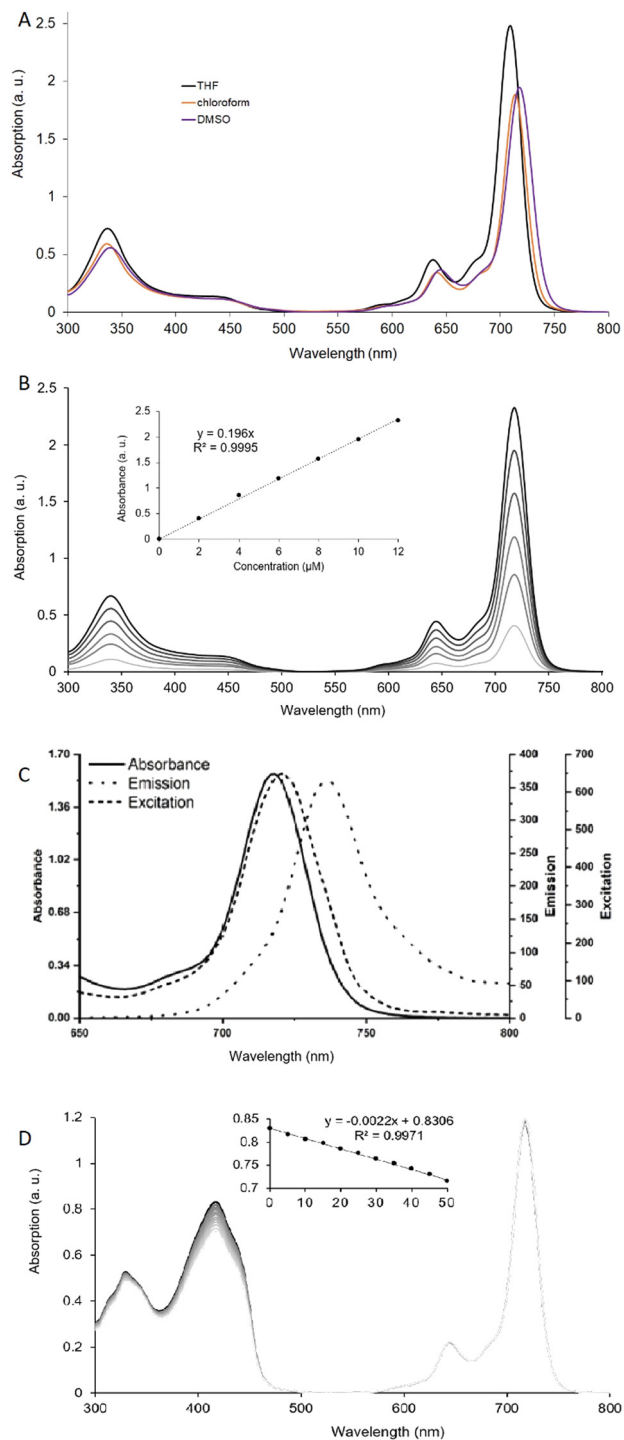 A
Absorption (a. u.)
2.5
2
1.5
1
0.5
0
THF
chloroform
DMSO
300 350 400 450 500 550 600 650 700 750 800
Wavelength (nm)
B
Absorption (a. u.)
2.5
2
1.5
1
0.5
0
Absorbance (a. u.)
2.5
2
1.5
1
0.5
0
y = 0.196x
R² = 0.9995
0 2 4 6 8 10 12
Concentration (µM)
300 350 400 450 500 550 600 650 700 750 800
Wavelength (nm)
C
Absorbance
Emission
Excitation
Absorbance
1.70
1.36
1.02
0.68
0.34
0.00
400
350
300
250
200
150
100
50
0
Emission
700
600
500
400
300
200
100
0
Excitation
650 700 750 800
Wavelength (nm)
D
Absorption (a. u.)
1.2
1
0.8
0.6
0.4
0.2
0
0.85
0.8
0.75
0.7
y = -0.0022x + 0.8306
R² = 0.9971
0 10 20 30 40 50
300 400 500 600 700 800
Wavelength (nm)